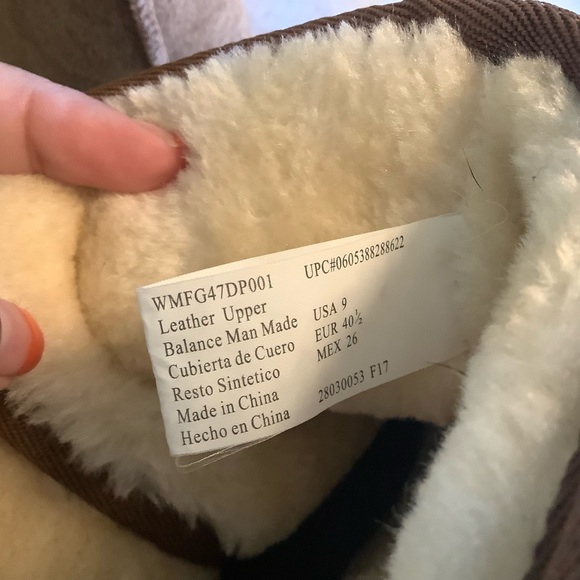 WMFG47DP001 UPC#0605388288622
Leather Upper
Balance Man Made USA 9
Cubierta de Cuero EUR 40½
Resto Sintetico MEX 26
Made in China
Hecho en China 28030053 F17